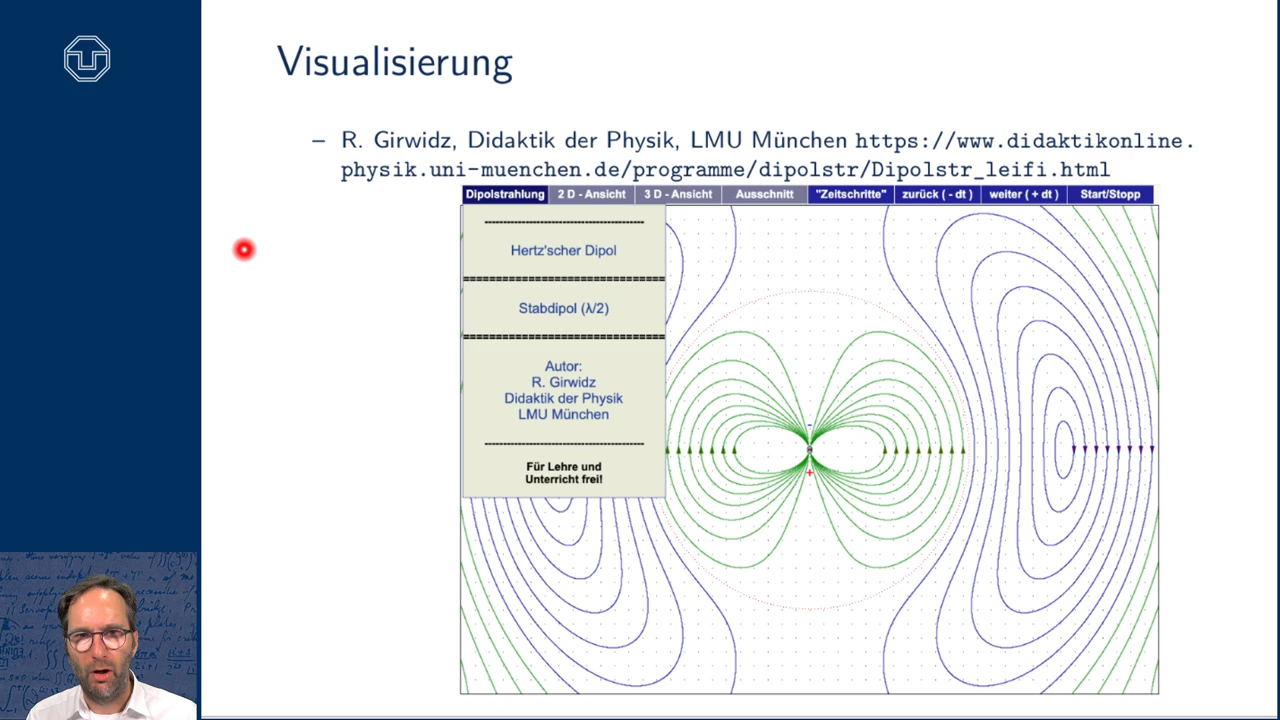 Visualisierung
– R. Girwidz, Didaktik der Physik, LMU München https://www.didaktikonline.
physik.uni-muenchen.de/programme/dipolstr/Dipolstr_leifi.html
Dipolstrahlung 2 D - Ansicht 3 D - Ansicht Ausschnitt "Zeitschritte" zurück ( - dt ) weiter ( + dt ) Start/Stopp
Hertz'scher Dipol
Stabdipol (λ/2)
Autor:
R. Girwidz
Didaktik der Physik
LMU München
Für Lehre und
Unterricht frei!
-
+